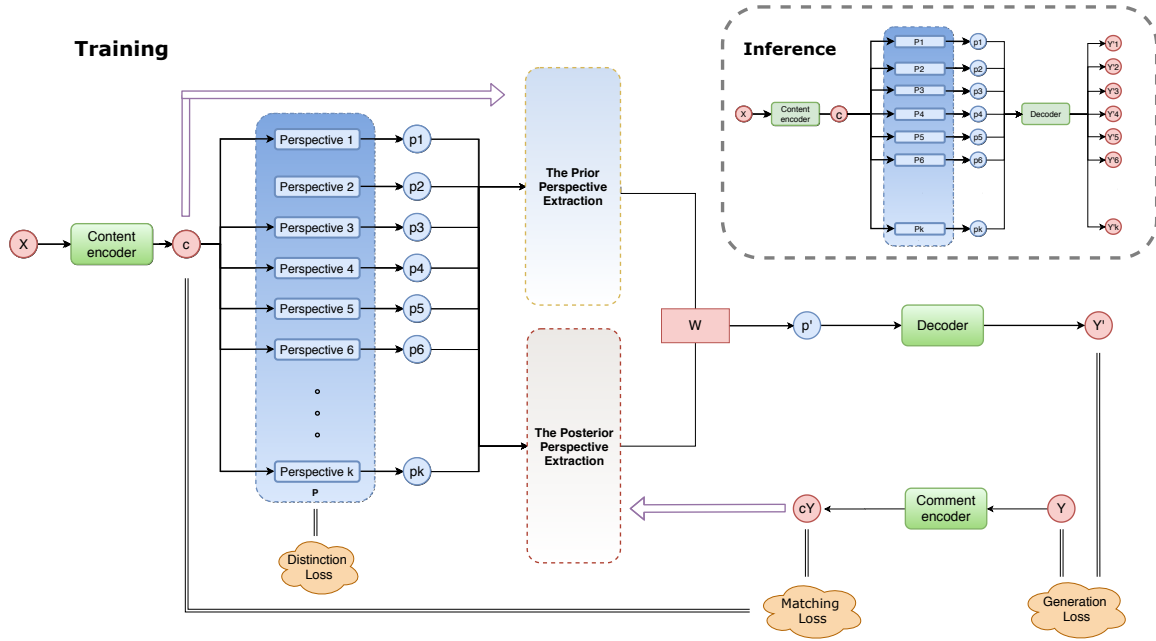 Training
X
Content
encoder
c
Perspective 1
Perspective 2
Perspective 3
Perspective 4
Perspective 5
Perspective 6
Perspective k
P
p1
p2
p3
p4
p5
p6
pk
Distinction
Loss
The Prior
Perspective
Extraction
The Posterior
Perspective
Extraction
W
p'
Decoder
Y'
cY
Comment
encoder
Y
Matching
Loss
Generation
Loss
Inference
X
Content
encoder
c
P1
P2
P3
P4
P5
P6
Pk
p1
p2
p3
p4
p5
p6
pk
Decoder
Y'1
Y'2
Y'3
Y'4
Y'5
Y'6
Y'k